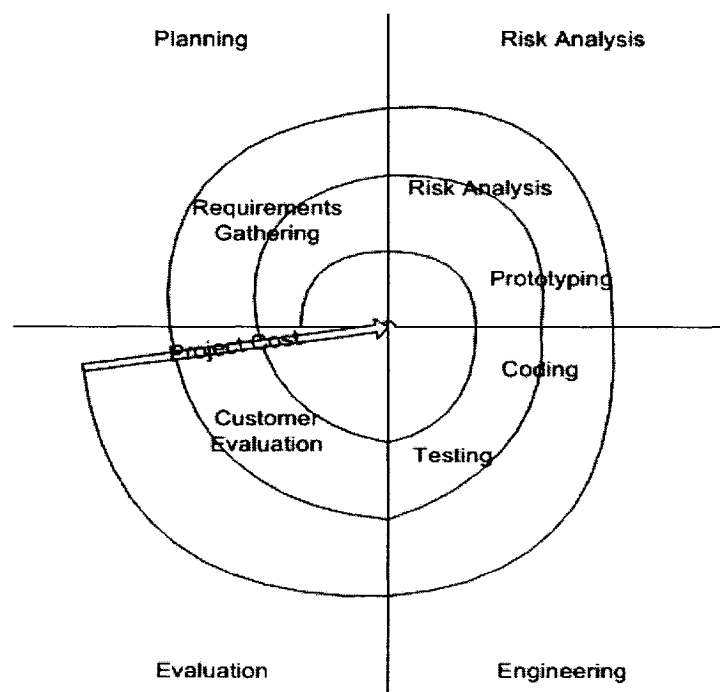 Planning
Risk Analysis
Risk Analysis
Requirements
Gathering
Prototyping
Project Cost
Coding
Customer
Evaluation
Testing
Evaluation
Engineering